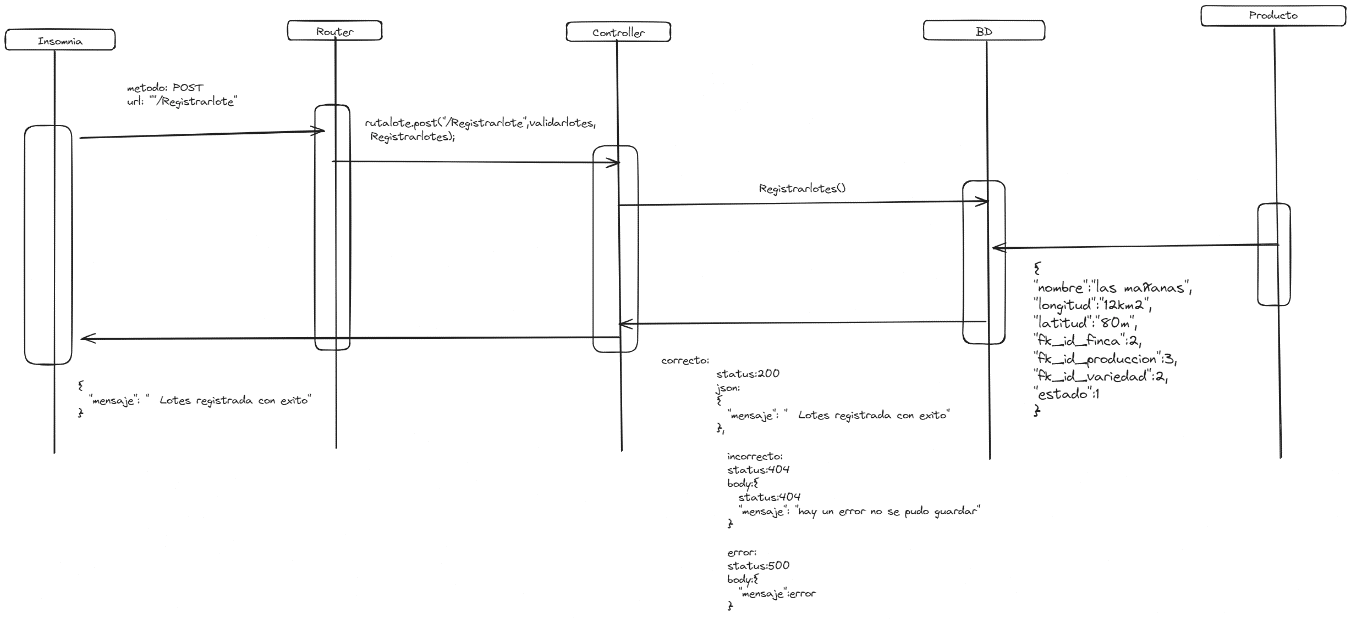 Insomnia
Router
Controller
BD
Producto
metodo: POST
url: ""/Registrarlote"
rutalote.post("/Registrarlote",validarlotes,
Registrarlotes);
Registrarlotes()
{
"nombre":"las mañanas",
"longitud":"12km2",
"latitud":"80m",
"fk_id_finca":2,
"fk_id_produccion":3,
"fk_id_variedad":2,
"estado":1
}
{
"mensaje": " Lotes registrada con exito"
}
correcto:
status:200
json:
{
"mensaje": " Lotes registrada con exito"
},
incorrecto:
status:404
body:{
status:404
"mensaje": "hay un error no se pudo guardar"
}
error:
status:500
body:{
"mensaje":error
}